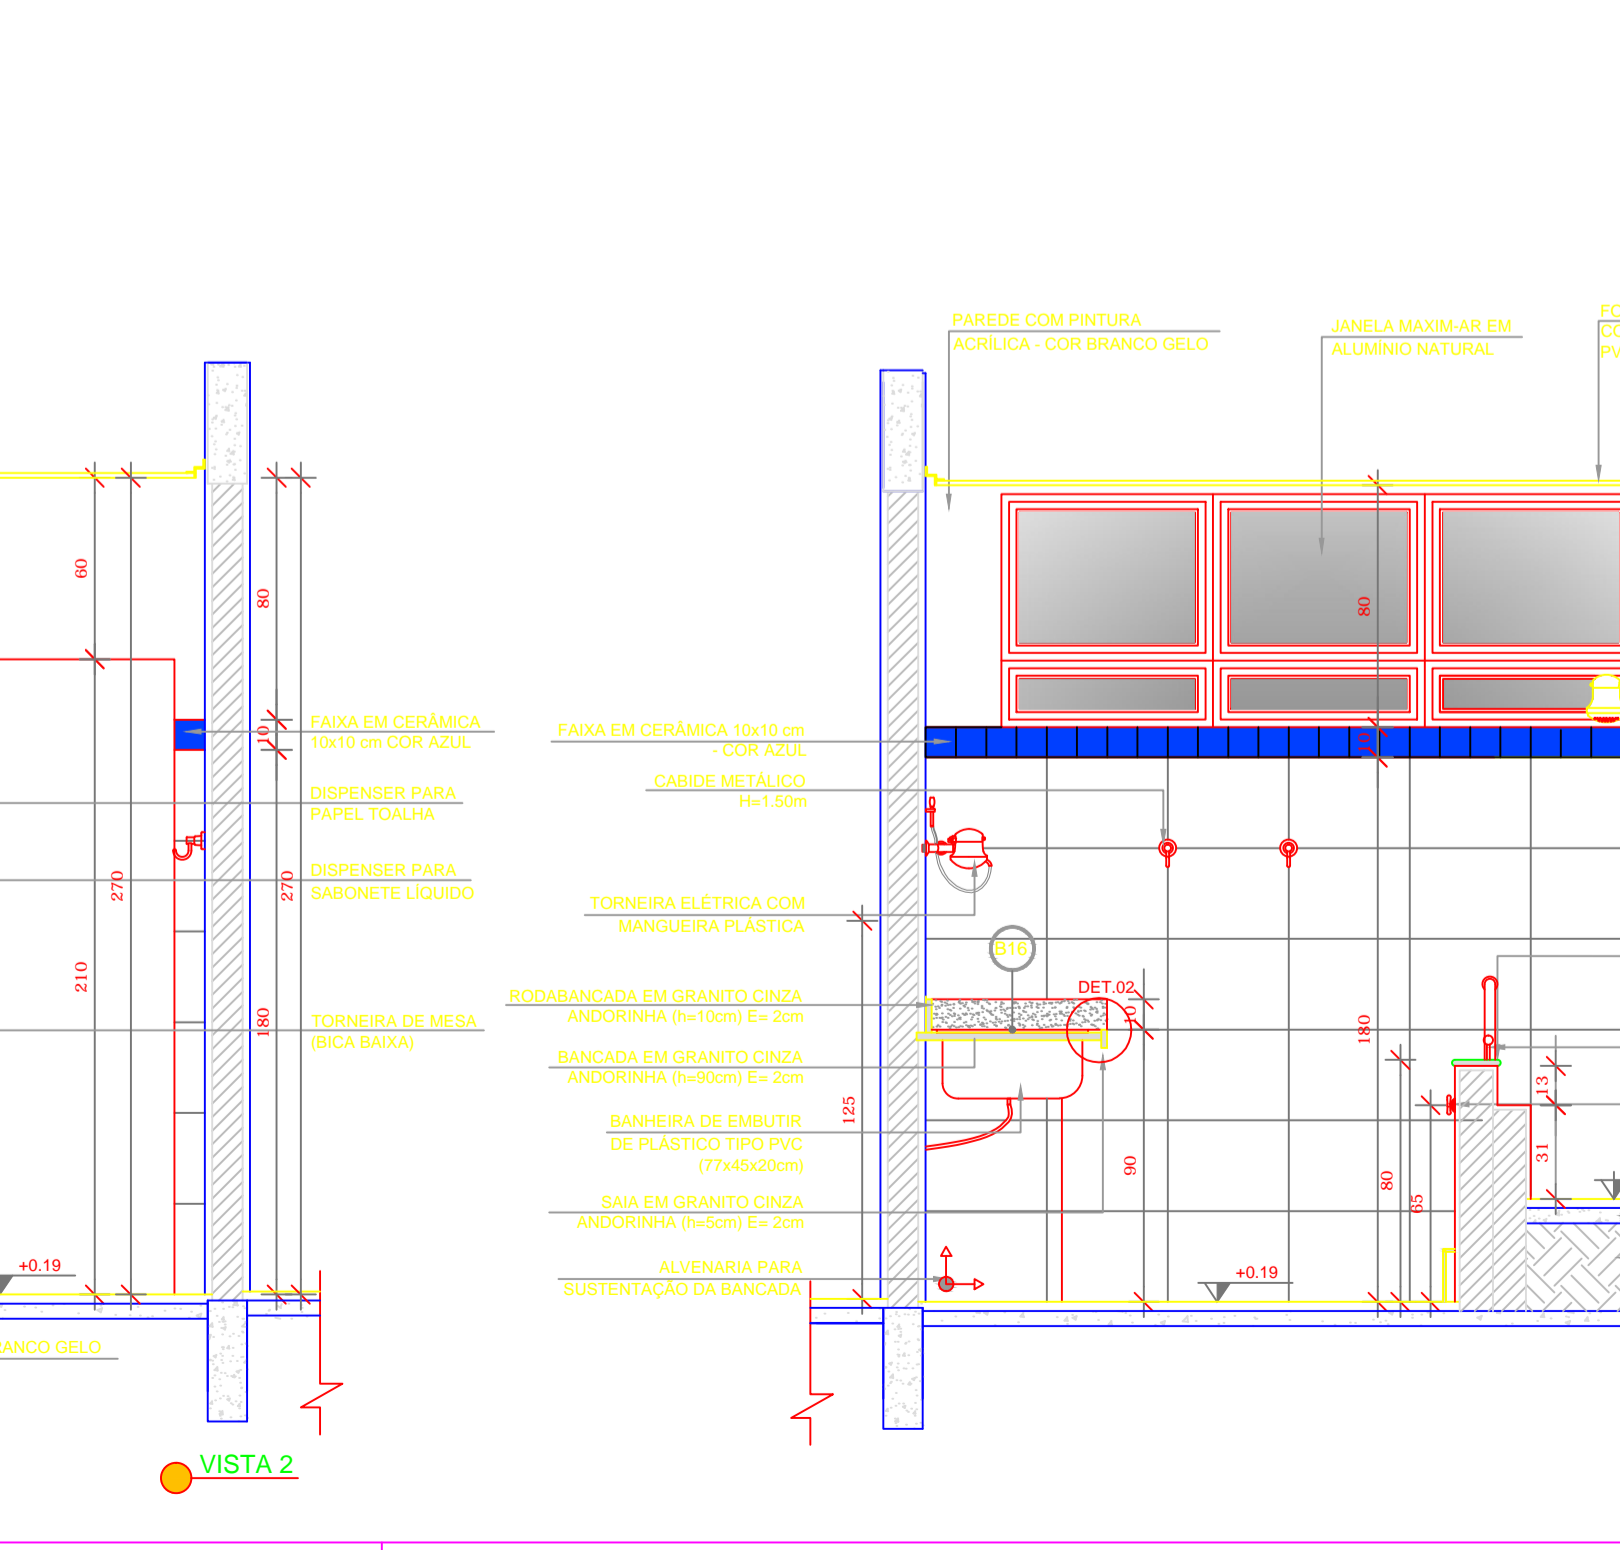 PAREDE COM PINTURA
ACRÍLICA - COR BRANCO GELO
JANELA MAXIM-AR EM
ALUMÍNIO NATURAL
FO
CO
PV
60
80
80
FAIXA EM CERÂMICA
10x10 cm COR AZUL
10
FAIXA EM CERÂMICA 10x10 cm
- COR AZUL
10
CABIDE METÁLICO
H=1.50m
DISPENSER PARA
PAPEL TOALHA
DISPENSER PARA
SABONETE LÍQUIDO
270
270
TORNEIRA ELÉTRICA COM
MANGUEIRA PLÁSTICA
B16
210
180
DET.02
10
180
RODABANCADA EM GRANITO CINZA
ANDORINHA (h=10cm) E= 2cm
TORNEIRA DE MESA
(BICA BAIXA)
BANCADA EM GRANITO CINZA
ANDORINHA (h=90cm) E= 2cm
125
13
BANHEIRA DE EMBUTIR
DE PLÁSTICO TIPO PVC
(77x45x20cm)
90
31
80
65
SAIA EM GRANITO CINZA
ANDORINHA (h=5cm) E= 2cm
ALVENARIA PARA
SUSTENTAÇÃO DA BANCADA
+0.19
+0.19
RANCO GELO
VISTA 2